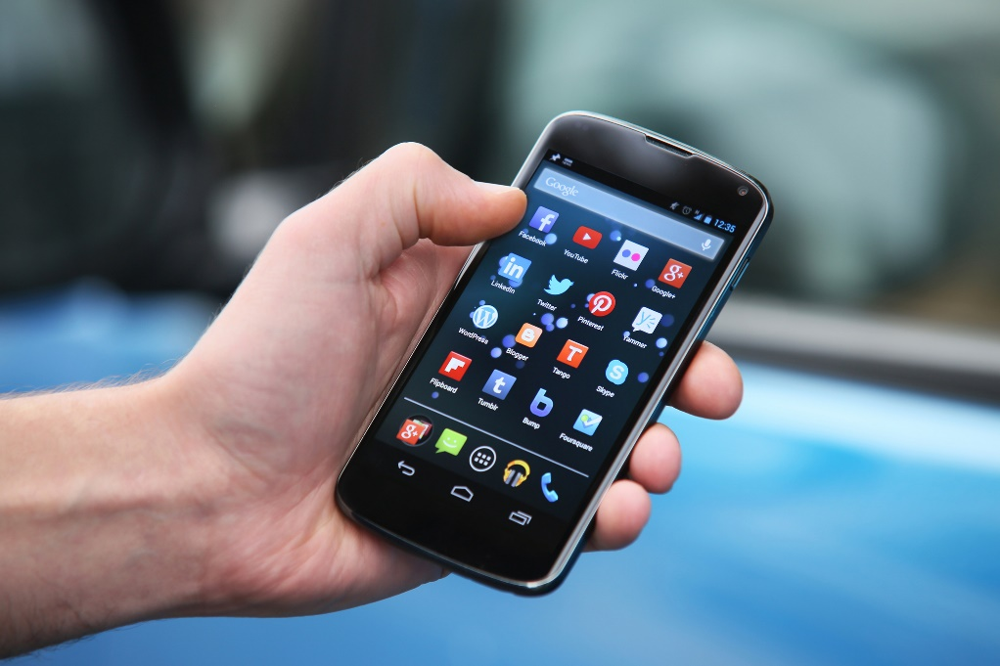 12:35
Google
Facebook
YouTube
Flickr
Google+
LinkedIn
Twitter
Pinterest
Yammer
WordPress
Blogger
Tango
Skype
Flipboard
Tumblr
Bump
Foursquare